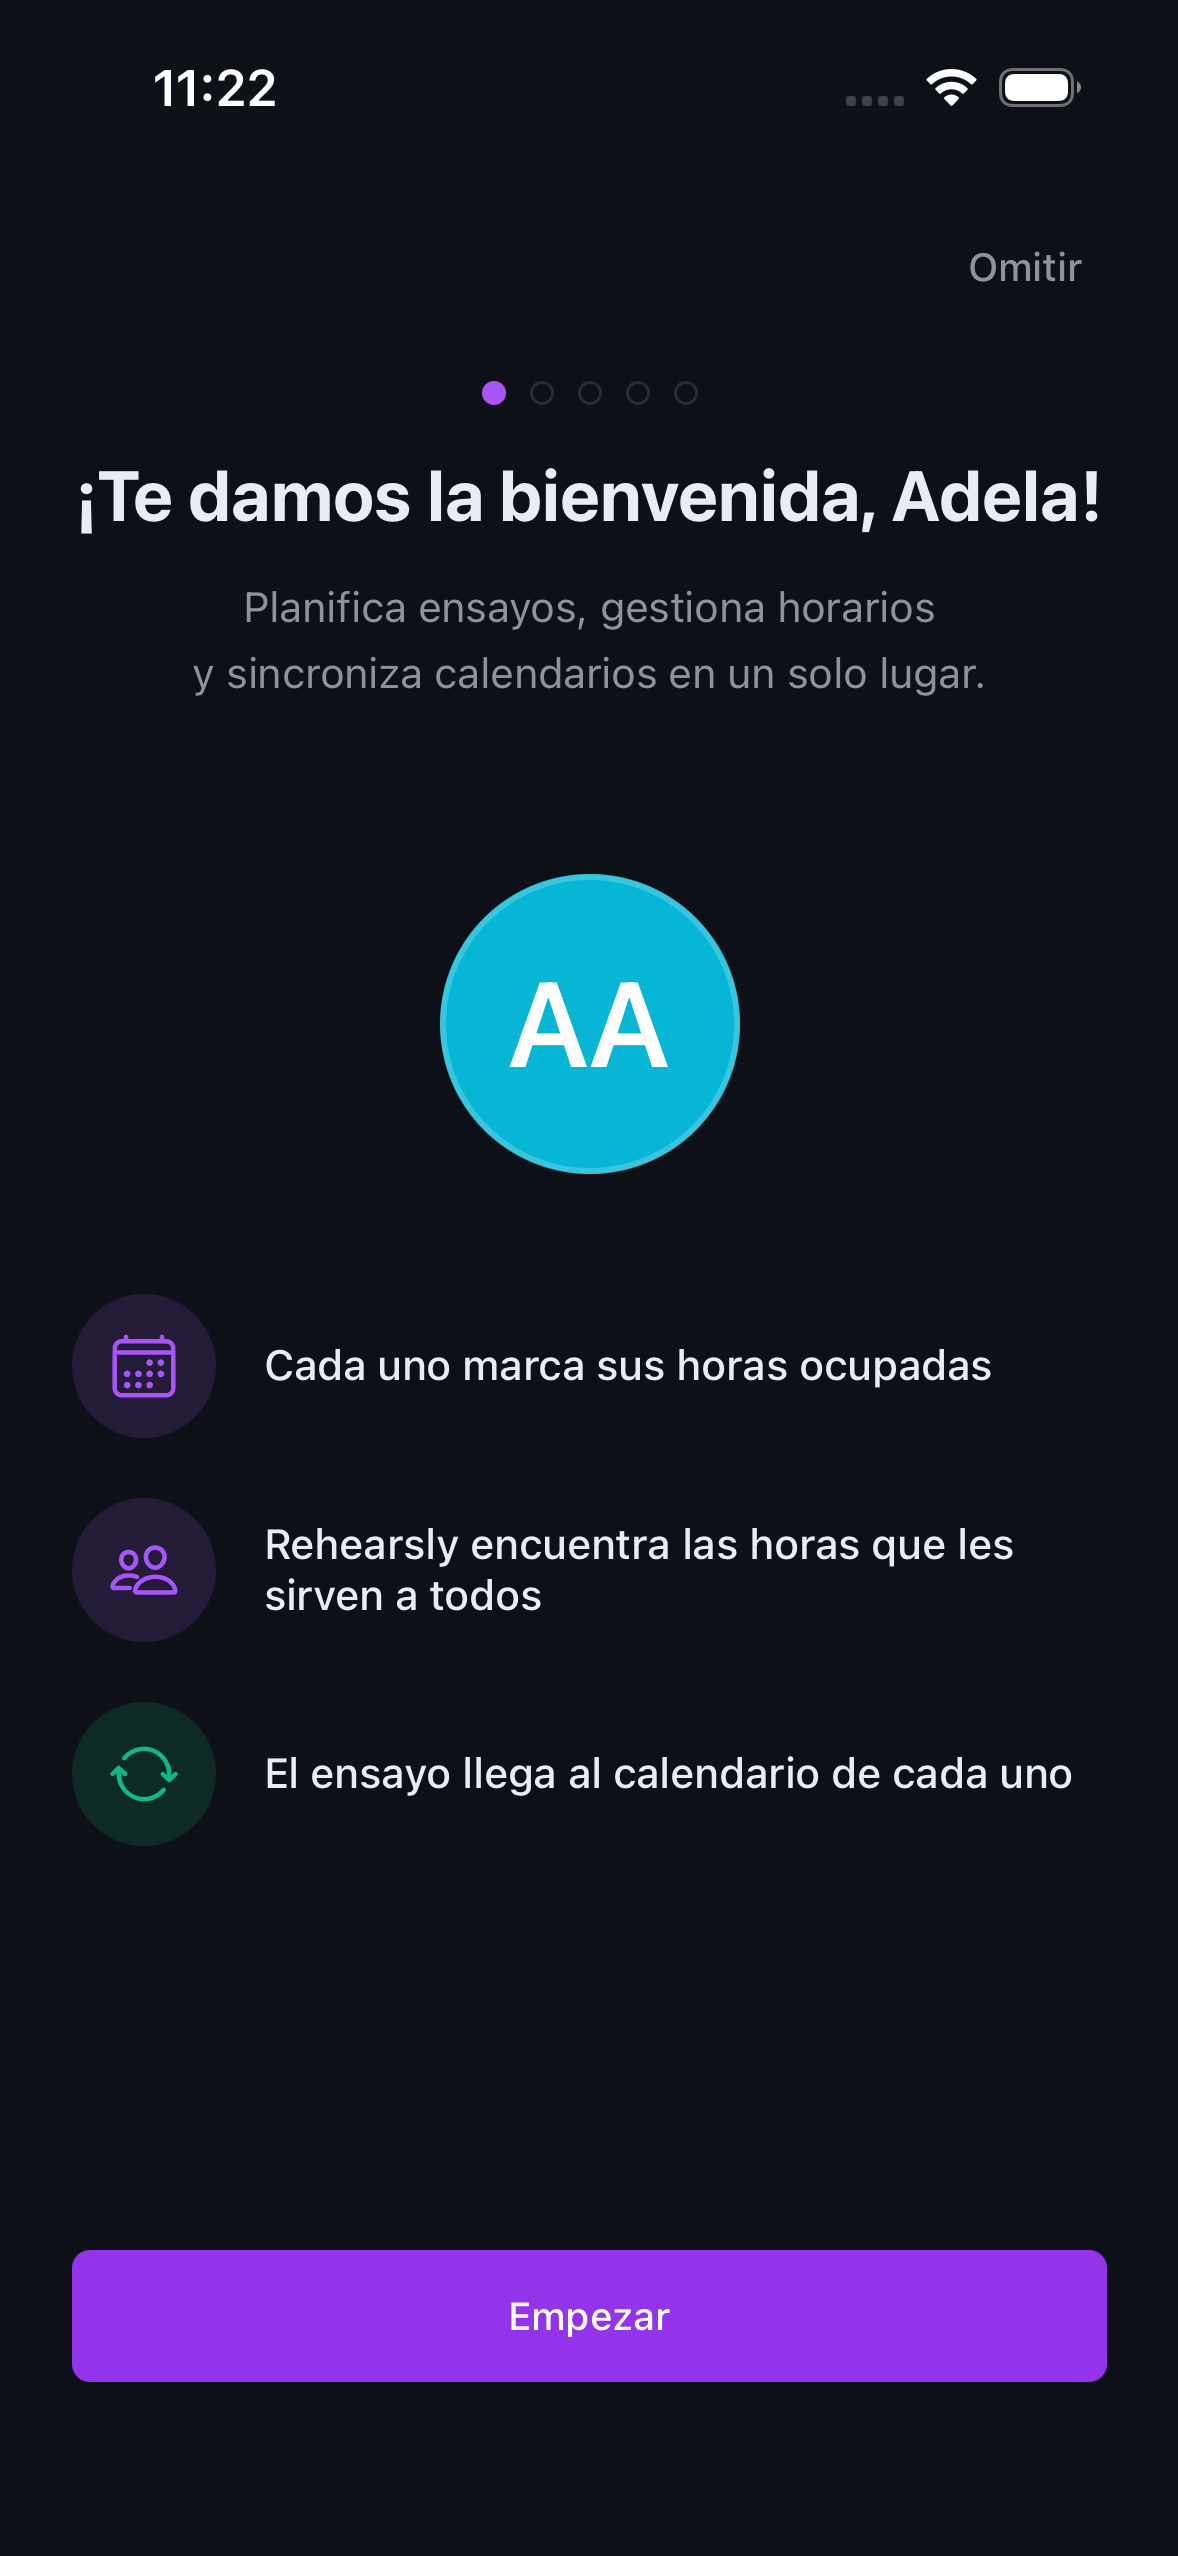 11:22
Omitir
¡Te damos la bienvenida, Adela!
Planifica ensayos, gestiona horarios
y sincroniza calendarios en un solo lugar.
AA
Cada uno marca sus horas ocupadas
Rehearsly encuentra las horas que les
sirven a todos
El ensayo llega al calendario de cada uno
Empezar